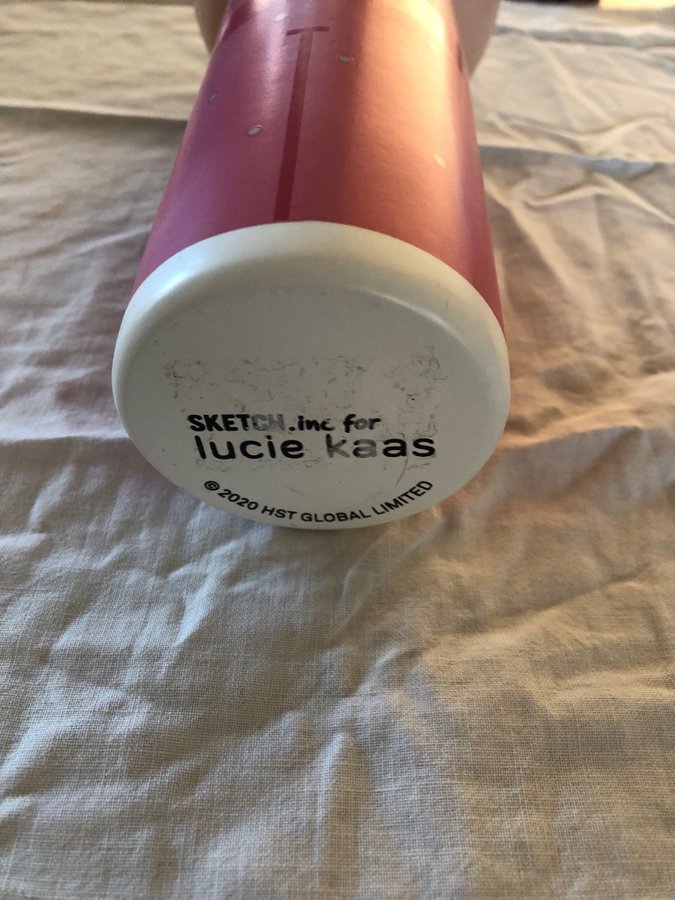 SKETCH.inc for
lucie kaas
© 2020 HST GLOBAL LIMITED